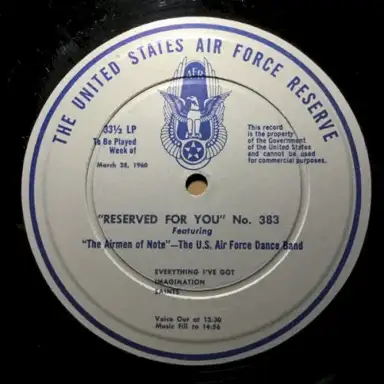 THE UNITED STATES AIR FORCE RESERVE
AFR
33⅓ LP
To Be Played
Week of
March 28, 1960
This record
is the property
of the Government
of the United States
and cannot be used
for commercial purposes.
"RESERVED FOR YOU" No. 383
Featuring
"The Airmen of Note"—The U.S. Air Force Dance Band
EVERYTHING I'VE GOT
IMAGINATION
SAINTS
Voice Out at 13:30
Music Fill to 14:56